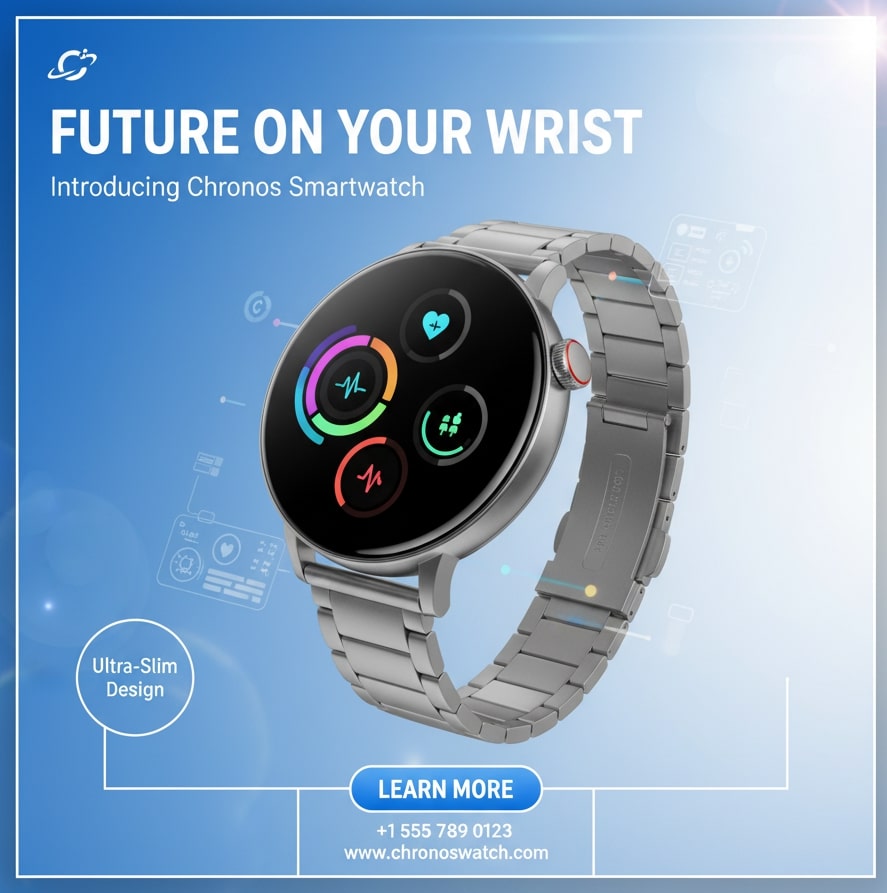 FUTURE ON YOUR WRIST
Introducing Chronos Smartwatch
Ultra-Slim
Design
LEARN MORE
+1 555 789 0123
www.chronoswatch.com